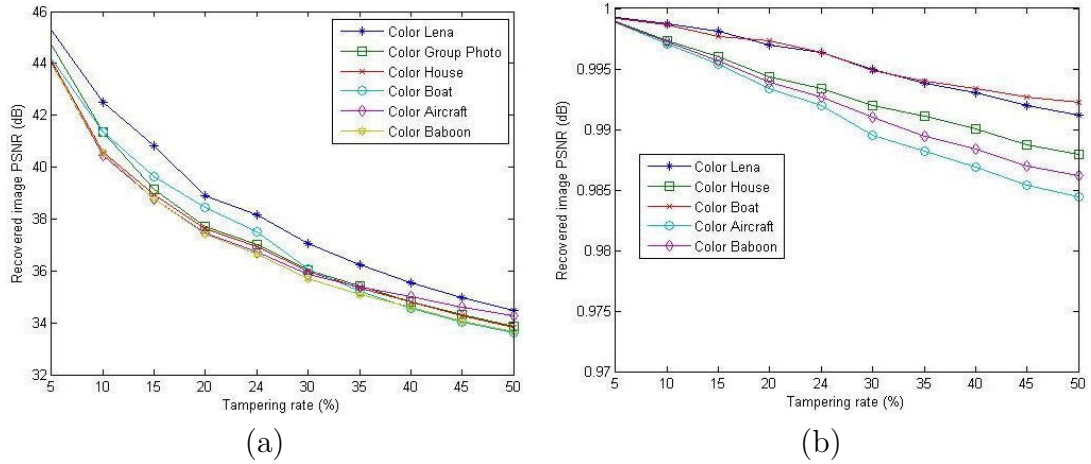 46
44
42
40
38
36
34
32
5 10 15 20 24 30 35 40 45 50
Recovered image PSNR (dB)
Tampering rate (%)
Color Lena
Color Group Photo
Color House
Color Boat
Color Aircraft
Color Baboon
(a)
1
0.995
0.99
0.985
0.98
0.975
0.97
5 10 15 20 24 30 35 40 45 50
Recovered image PSNR (dB)
Tampering rate (%)
Color Lena
Color House
Color Boat
Color Aircraft
Color Baboon
(b)